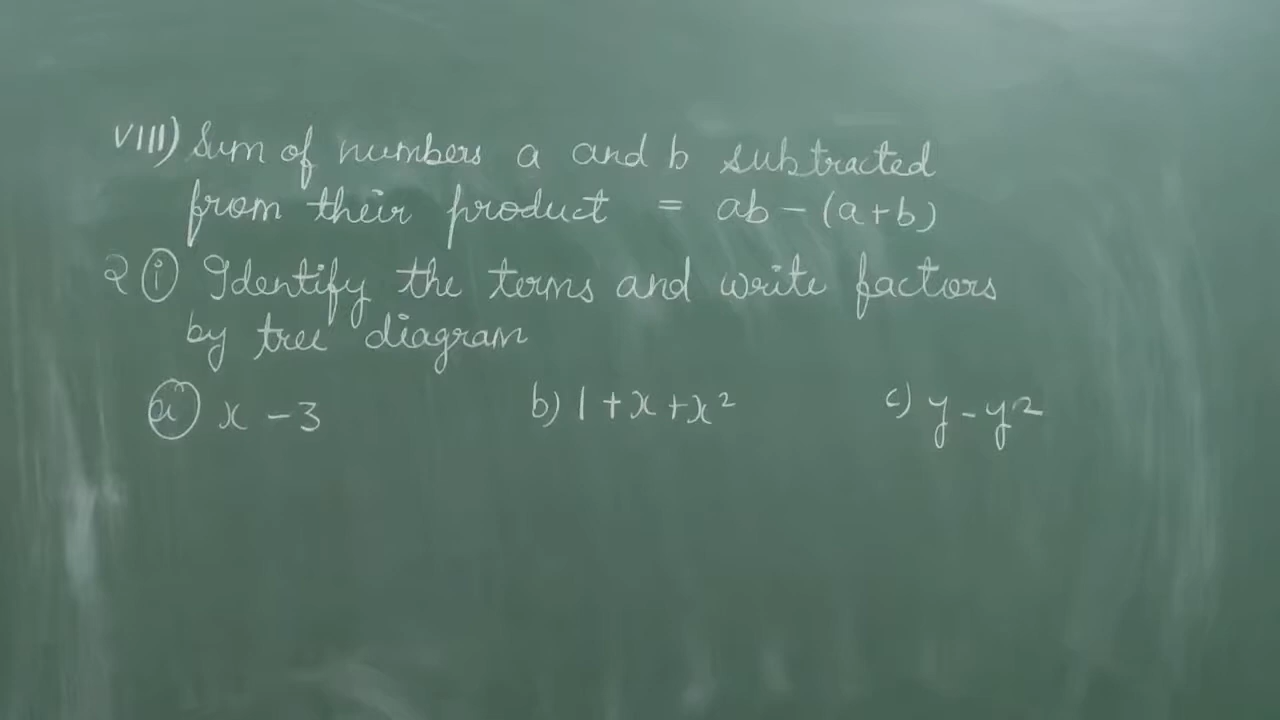 VIII) Sum of numbers a and b subtracted
from their product = ab - (a+b)
2 (i) Identify the terms and write factors
by tree diagram
(a) x - 3 b) 1 + x + x² c) y - y²